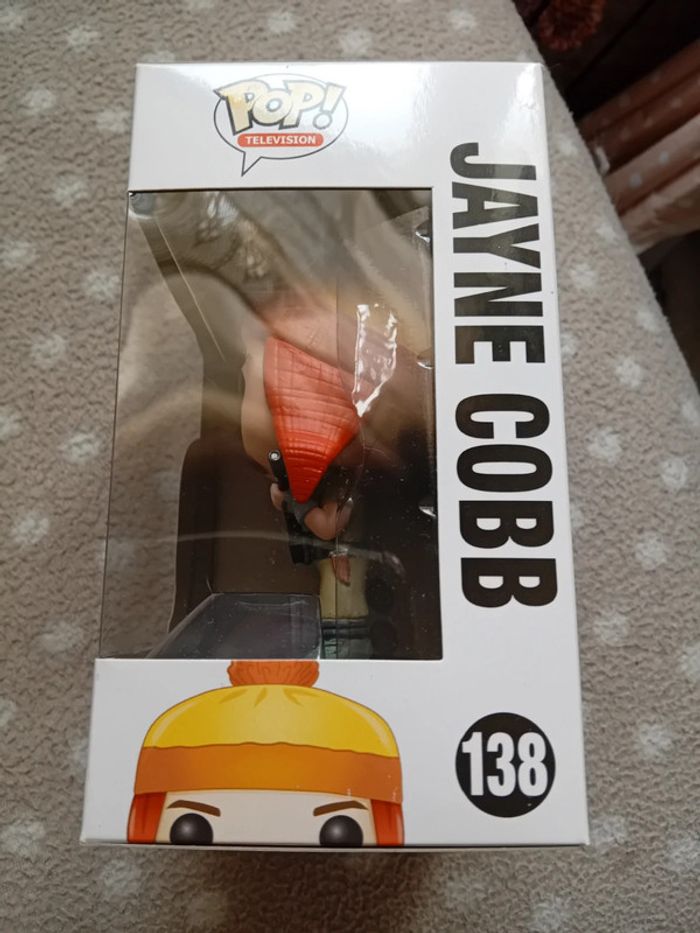 POP!
TELEVISION
JAYNE COBB
138